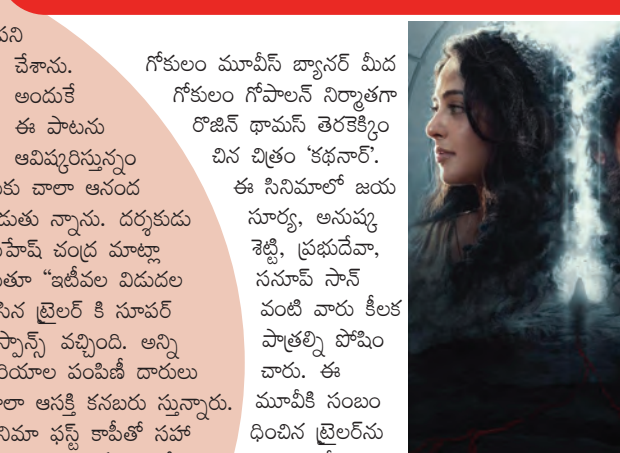 చేశాను.
అందుకే
ఈ పాటను
ఆవిష్కరిస్తున్నం
చాలా ఆనంద
న్నాను. దర్శకుడు
చంద్ర మాట్లా
“ఇటీవల విడుదల
ట్రైలర్ కి సూపర్
వచ్చింది. అన్ని
పంపిణీ దారులు
ఆసక్తి కనబరు స్తున్నారు.
ఫస్ట్ కాపీతో సహా
గోకులం మూవీస్ బ్యానర్ మీద
గోకులం గోపాలన్ నిర్మాతగా
రొజిన్ థామస్ తెరకెక్కిం
చిన చిత్రం ‘కథనార్’.
ఈ సినిమాలో జయ
సూర్య, అనుష్క
శెట్టి, ప్రభుదేవా,
సనూప్ సాన్
వంటి వారు కీలక
పాత్రల్ని పోషిం
చారు. ఈ
మూవీకి సంబం
ధించిన ట్రైలర్‌ను